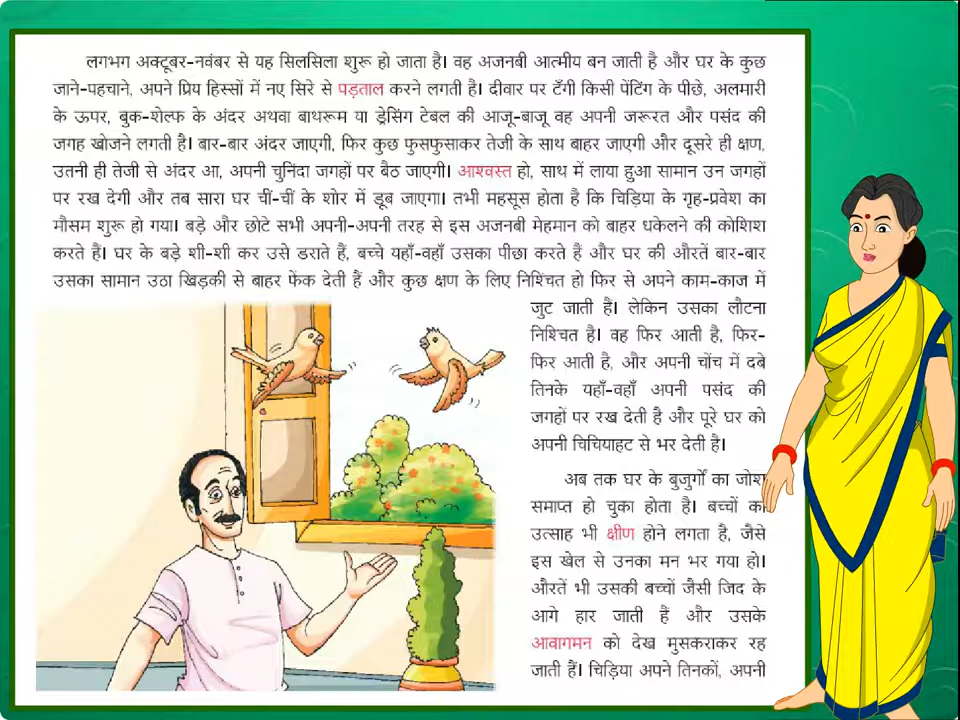 लगभग अक्टूबर-नवंबर से यह सिलसिला शुरू हो जाता है। वह अजनबी आत्मीय बन जाती है और घर के कुछ
जाने-पहचाने, अपने प्रिय हिस्सों में नए सिरे से पड़ताल करने लगती है। दीवार पर टँगी किसी पेंटिंग के पीछे, अलमारी
के ऊपर, बुक-शेल्फ के अंदर अथवा बाथरूम या ड्रेसिंग टेबल की आजू-बाजू वह अपनी जरूरत और पसंद की
जगह खोजने लगती है। बार-बार अंदर जाएगी, फिर कुछ फुसफुसाकर तेजी के साथ बाहर जाएगी और दूसरे ही क्षण,
उतनी ही तेजी से अंदर आ, अपनी चुनिंदा जगहों पर बैठ जाएगी। आश्वस्त हो, साथ में लाया हुआ सामान उन जगहों
पर रख देगी और तब सारा घर चीं-चीं के शोर में डूब जाएगा। तभी महसूस होता है कि चिड़िया के गृह-प्रवेश का
मौसम शुरू हो गया। बड़े और छोटे सभी अपनी-अपनी तरह से इस अजनबी मेहमान को बाहर धकेलने की कोशिश
करते हैं। घर के बड़े शी-शी कर उसे डराते हैं, बच्चे यहाँ-वहाँ उसका पीछा करते हैं और घर की औरतें बार-बार
उसका सामान उठा खिड़की से बाहर फेंक देती हैं और कुछ क्षण के लिए निश्चिंत हो फिर से अपने काम-काज में
जुट जाती हैं। लेकिन उसका लौटना
निश्चित है। वह फिर आती है, फिर-
फिर आती है, और अपनी चोंच में दबे
तिनके यहाँ-वहाँ अपनी पसंद की
जगहों पर रख देती है और पूरे घर को
अपनी चिचियाहट से भर देती है।
अब तक घर के बुजुर्गों का जोश
समाप्त हो चुका होता है। बच्चों का
उत्साह भी क्षीण होने लगता है, जैसे
इस खेल से उनका मन भर गया हो।
औरतें भी उसकी बच्चों जैसी जिद के
आगे हार जाती हैं और उसके
आवागमन को देख मुसकराकर रह
जाती हैं। चिड़िया अपने तिनकों, अपनी